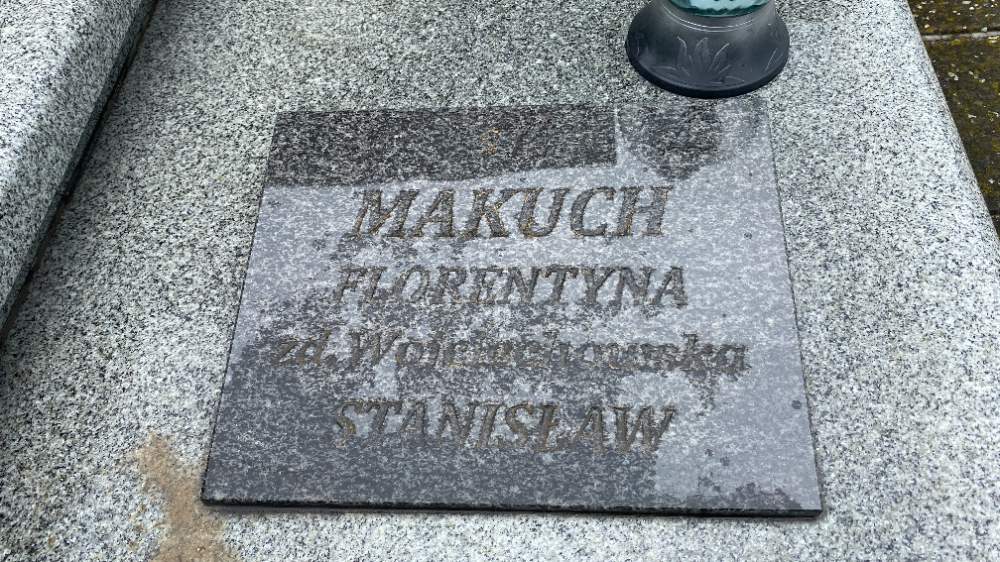 MAKUCH
FLORENTYNA
zd. Wojciechowska
STANISŁAW